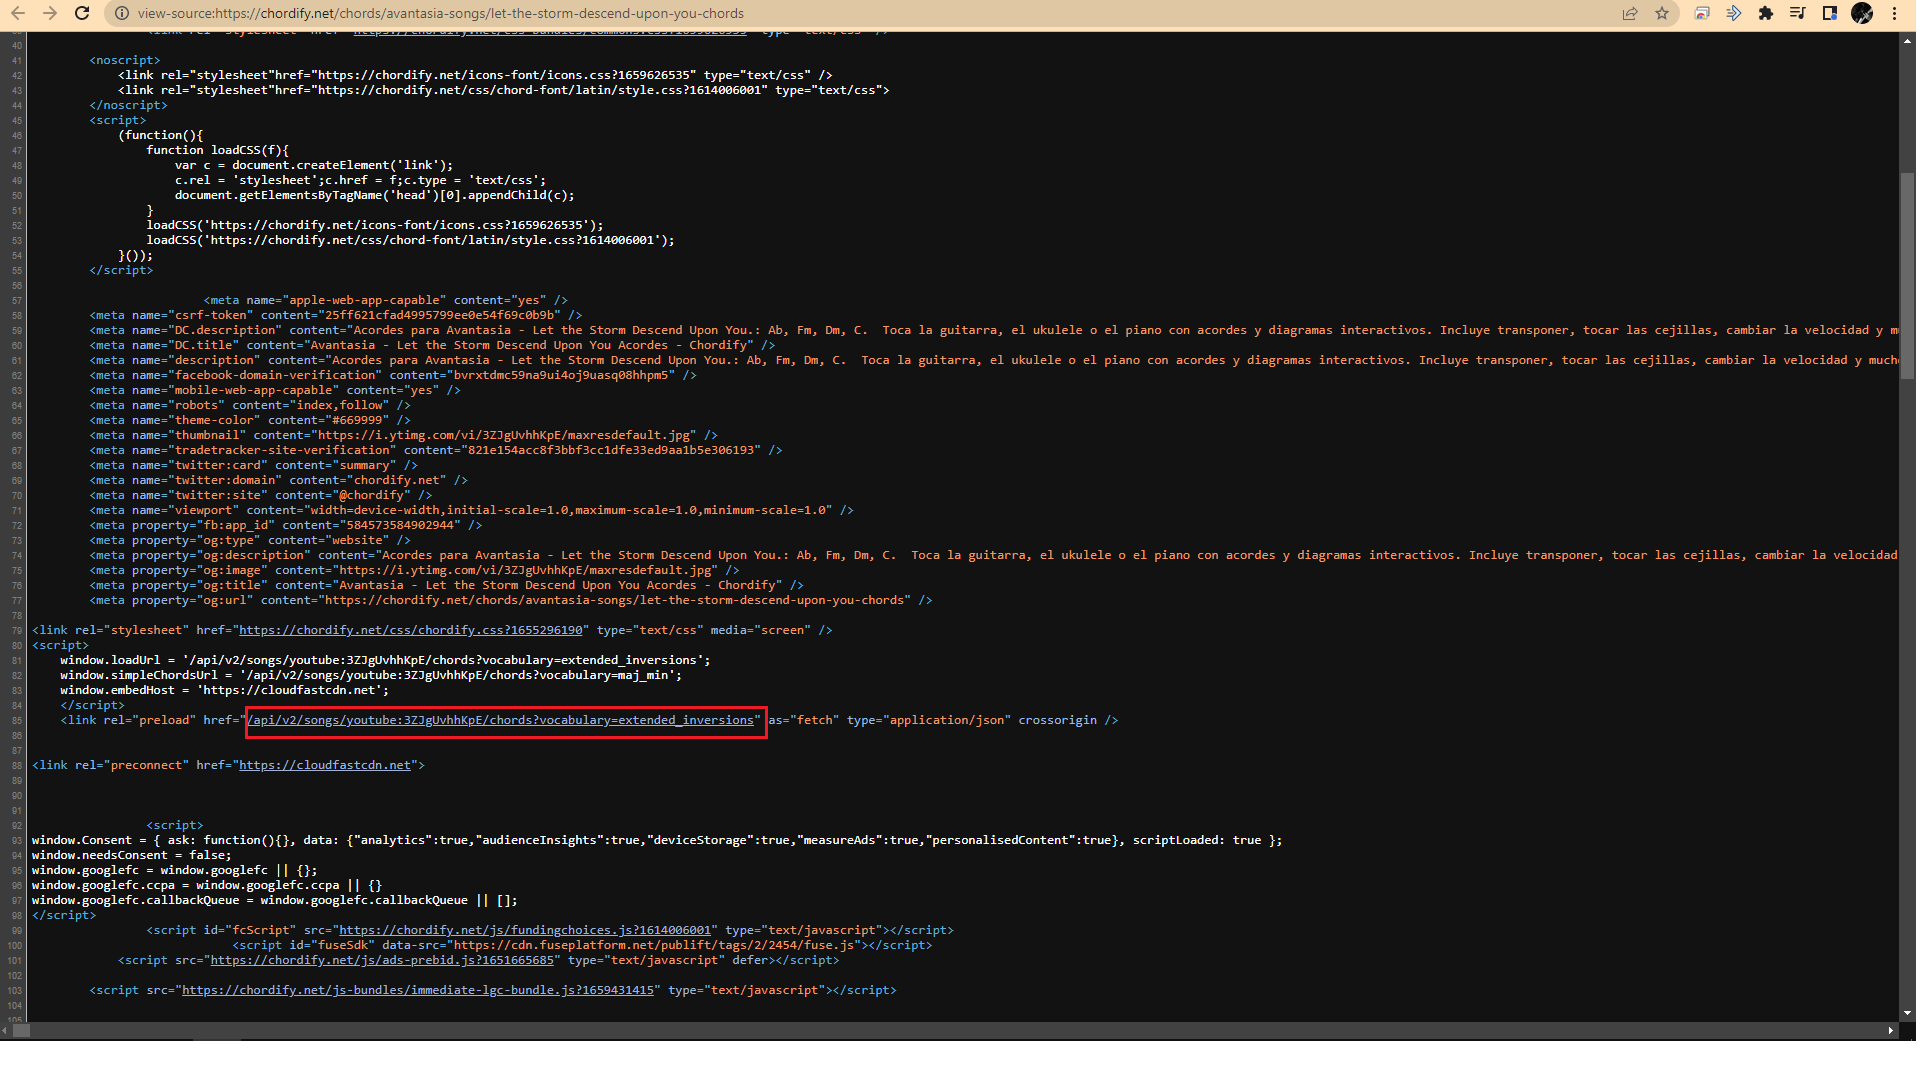 view-source:https://chordify.net/chords/avantasia-songs/let-the-storm-descend-upon-you-chords
40
41 <noscript>
42 <link rel="stylesheet"href="https://chordify.net/icons-font/icons.css?1659626535" type="text/css" />
43 <link rel="stylesheet"href="https://chordify.net/css/chord-font/latin/style.css?1614006001" type="text/css">
44 </noscript>
45 <script>
46 (function(){
47 function loadCSS(f){
48 var c = document.createElement('link');
49 c.rel = 'stylesheet';c.href = f;c.type = 'text/css';
50 document.getElementsByTagName('head')[0].appendChild(c);
51 }
52 loadCSS('https://chordify.net/icons-font/icons.css?1659626535');
53 loadCSS('https://chordify.net/css/chord-font/latin/style.css?1614006001');
54 }());
55 </script>
56
57 <meta name="apple-web-app-capable" content="yes" />
58 <meta name="csrf-token" content="25ff621cfad4995799ee0e54f69c0b9b" />
59 <meta name="DC.description" content="Acordes para Avantasia - Let the Storm Descend Upon You.: Ab, Fm, Dm, C.  Toca la guitarra, el ukulele o el piano con acordes y diagramas interactivos. Incluye transponer, tocar las cejillas, cambiar la velocidad y m
60 <meta name="DC.title" content="Avantasia - Let the Storm Descend Upon You Acordes - Chordify" />
61 <meta name="description" content="Acordes para Avantasia - Let the Storm Descend Upon You.: Ab, Fm, Dm, C.  Toca la guitarra, el ukulele o el piano con acordes y diagramas interactivos. Incluye transponer, tocar las cejillas, cambiar la velocidad y much
62 <meta name="facebook-domain-verification" content="bvrxtdmc59na9ui4oj9uasq08hhpm5" />
63 <meta name="mobile-web-app-capable" content="yes" />
64 <meta name="robots" content="index,follow" />
65 <meta name="theme-color" content="#669999" />
66 <meta name="thumbnail" content="https://i.ytimg.com/vi/3ZJgUvhhKpE/maxresdefault.jpg" />
67 <meta name="tradetracker-site-verification" content="821e154acc8f3bbf3cc1dfe33ed9aa1b5e306193" />
68 <meta name="twitter:card" content="summary" />
69 <meta name="twitter:domain" content="chordify.net" />
70 <meta name="twitter:site" content="@chordify" />
71 <meta name="viewport" content="width=device-width,initial-scale=1.0,maximum-scale=1.0,minimum-scale=1.0" />
72 <meta property="fb:app_id" content="584573584902944" />
73 <meta property="og:type" content="website" />
74 <meta property="og:description" content="Acordes para Avantasia - Let the Storm Descend Upon You.: Ab, Fm, Dm, C.  Toca la guitarra, el ukulele o el piano con acordes y diagramas interactivos. Incluye transponer, tocar las cejillas, cambiar la velocidad
75 <meta property="og:image" content="https://i.ytimg.com/vi/3ZJgUvhhKpE/maxresdefault.jpg" />
76 <meta property="og:title" content="Avantasia - Let the Storm Descend Upon You Acordes - Chordify" />
77 <meta property="og:url" content="https://chordify.net/chords/avantasia-songs/let-the-storm-descend-upon-you-chords" />
78
79 <link rel="stylesheet" href="https://chordify.net/css/chordify.css?1655296190" type="text/css" media="screen" />
80 <script>
81 window.loadUrl = '/api/v2/songs/youtube:3ZJgUvhhKpE/chords?vocabulary=extended_inversions';
82 window.simpleChordsUrl = '/api/v2/songs/youtube:3ZJgUvhhKpE/chords?vocabulary=maj_min';
83 window.embedHost = 'https://cloudfastcdn.net';
84 </script>
85 <link rel="preload" href="/api/v2/songs/youtube:3ZJgUvhhKpE/chords?vocabulary=extended_inversions" as="fetch" type="application/json" crossorigin />
86
87
88 <link rel="preconnect" href="https://cloudfastcdn.net">
89
90
91
92 <script>
93 window.Consent = { ask: function(){}, data: {"analytics":true,"audienceInsights":true,"deviceStorage":true,"measureAds":true,"personalisedContent":true}, scriptLoaded: true };
94 window.needsConsent = false;
95 window.googlefc = window.googlefc || {};
96 window.googlefc.ccpa = window.googlefc.ccpa || {}
97 window.googlefc.callbackQueue = window.googlefc.callbackQueue || [];
98 </script>
99 <script id="fcScript" src="https://chordify.net/js/fundingchoices.js?1614006001" type="text/javascript"></script>
100 <script id="fuseSdk" data-src="https://cdn.fuseplatform.net/publift/tags/2/2454/fuse.js"></script>
101 <script src="https://chordify.net/js/ads-prebid.js?1651665685" type="text/javascript" defer></script>
102
103 <script src="https://chordify.net/js-bundles/immediate-lgc-bundle.js?1659431415" type="text/javascript"></script>
104
105